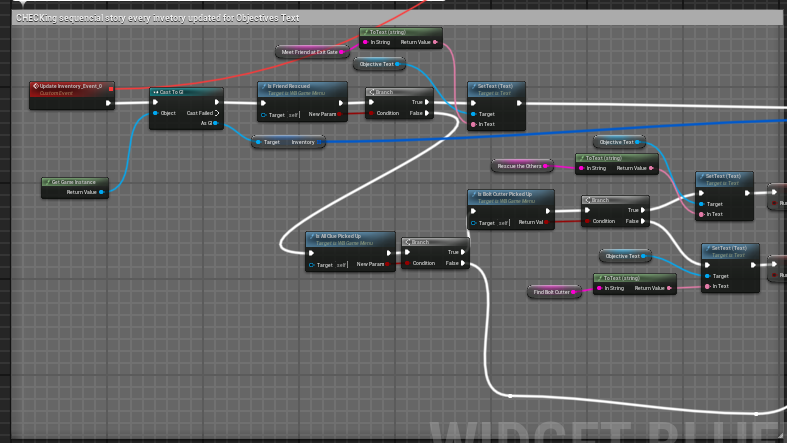 CHECKing sequencial story every invetory updated for Objectives Text
ToText (string)
In String Return Value
Meet Friend at Exit Gate
Objective Text
Update Inventory_Event_0
Custom Event
Cast To GI
Object Cast Failed
As GI
Is Friend Rescued
Target is WB Game Menu
Target self New Param
Branch
True
Condition False
SetText (Text)
Target is Text
Target
In Text
Target Inventory
Get Game Instance
Return Value
Objective Text
Rescue the Others
ToText (string)
In String Return Value
SetText (Text)
Target is Text
Target
In Text
Is Bolt Cutter Picked Up
Target is WB Game Menu
Target self Return Val
Branch
True
Condition False
Is All Clue Picked Up
Target is WB Game Menu
Target self New Param
Branch
True
Condition False
Objective Text
SetText (Text)
Target is Text
Target
In Text
Find Bolt Cutter
ToText (string)
In String Return Value
WIDGET BLUE